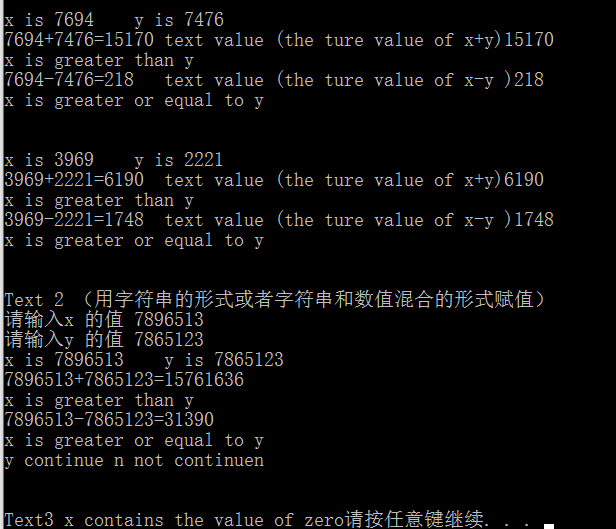 x is 7694    y is 7476
7694+7476=15170 text value (the ture value of x+y)15170
x is greater than y
7694-7476=218   text value (the ture value of x-y )218
x is greater or equal to y
x is 3969    y is 2221
3969+2221=6190  text value (the ture value of x+y)6190
x is greater than y
3969-2221=1748  text value (the ture value of x-y )1748
x is greater or equal to y
Text 2 （用字符串的形式或者字符串和数值混合的形式赋值）
请输入x 的值 7896513
请输入y 的值 7865123
x is 7896513    y is 7865123
7896513+7865123=15761636
x is greater than y
7896513-7865123=31390
x is greater or equal to y
y continue n not continuen
Text3 x contains the value of zero请按任意键继续. . .